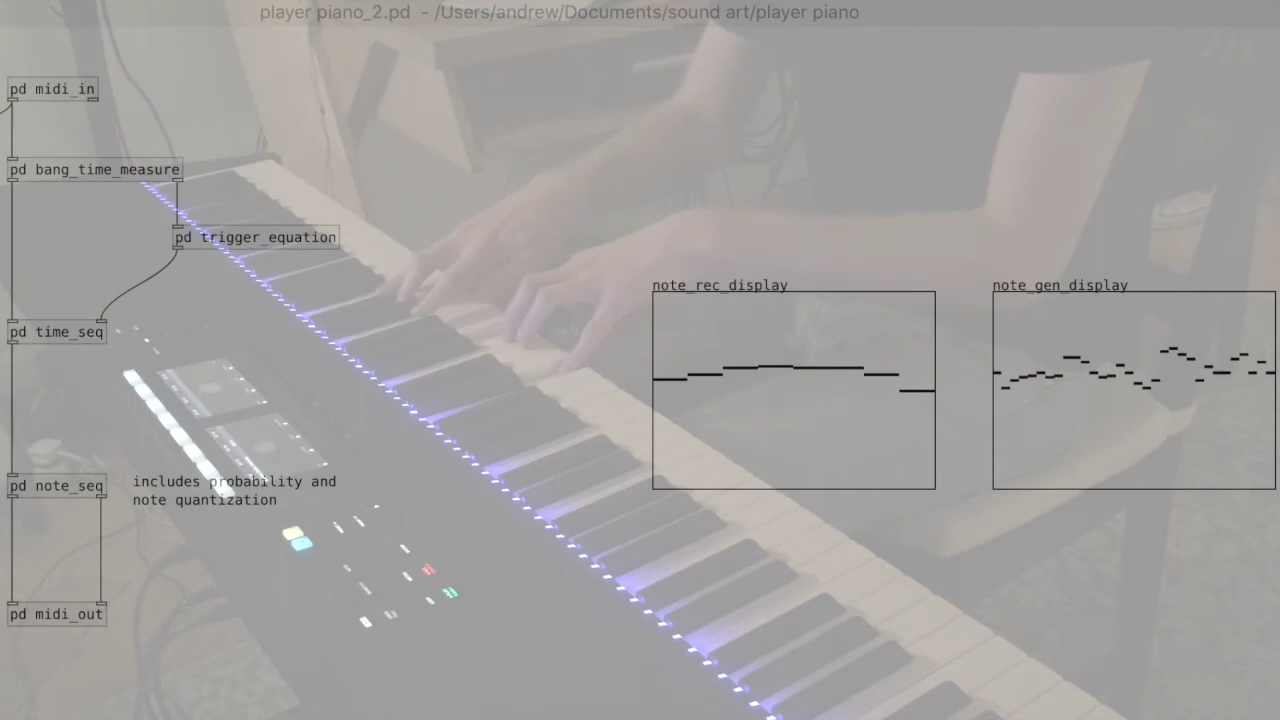 player piano_2.pd - /Users/andrew/Documents/sound art/player piano
pd midi_in
pd bang_time_measure
pd trigger_equation
note_rec_display
note_gen_display
pd time_seq
pd note_seq
includes probability and
note quantization
pd midi_out